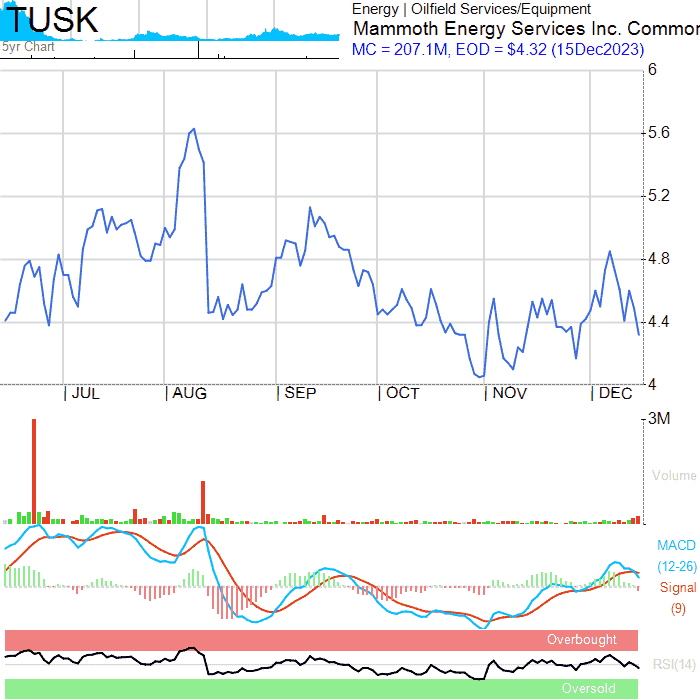 TUSK
5yr Chart
Energy | Oilfield Services/Equipment
Mammoth Energy Services Inc. Common
MC = 207.1M, EOD = $4.32 (15Dec2023)
6
5.6
5.2
4.8
4.4
4
JUL
AUG
SEP
OCT
NOV
DEC
3M
Volume
MACD
(12-26)
Signal
(9)
Overbought
RSI(14)
Oversold